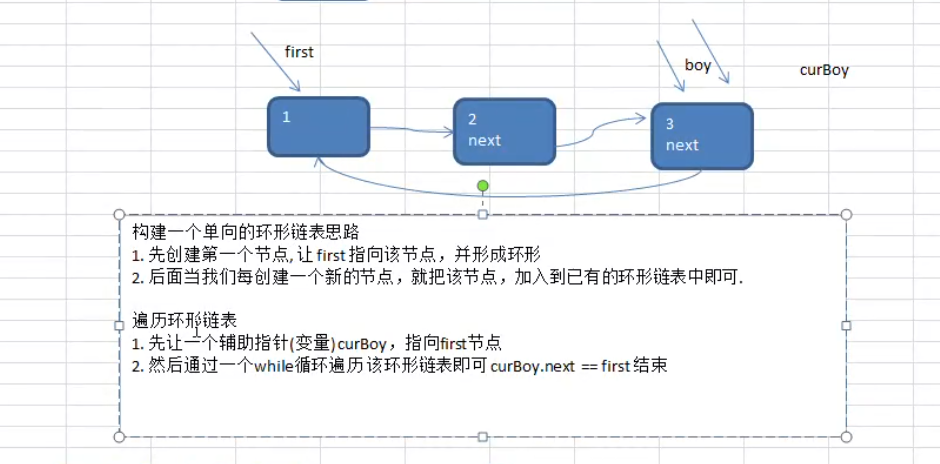 first
boy
curBoy
1
2
next
3
next
构建一个单向的环形链表思路
1. 先创建第一个节点, 让 first 指向该节点，并形成环形
2. 后面当我们每创建一个新的节点，就把该节点，加入到已有的环形链表中即可.
遍历环形链表
1. 先让一个辅助指针(变量) curBoy，指向first节点
2. 然后通过一个while循环遍历 该环形链表即可 curBoy.next == first 结束